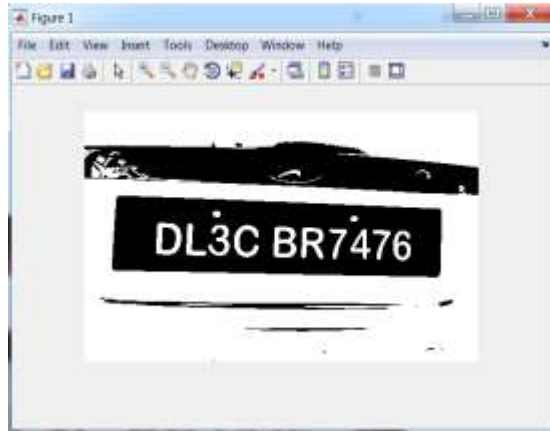 Figure 1
File Edit View Insert Tools Desktop Window Help
DL3C BR7476